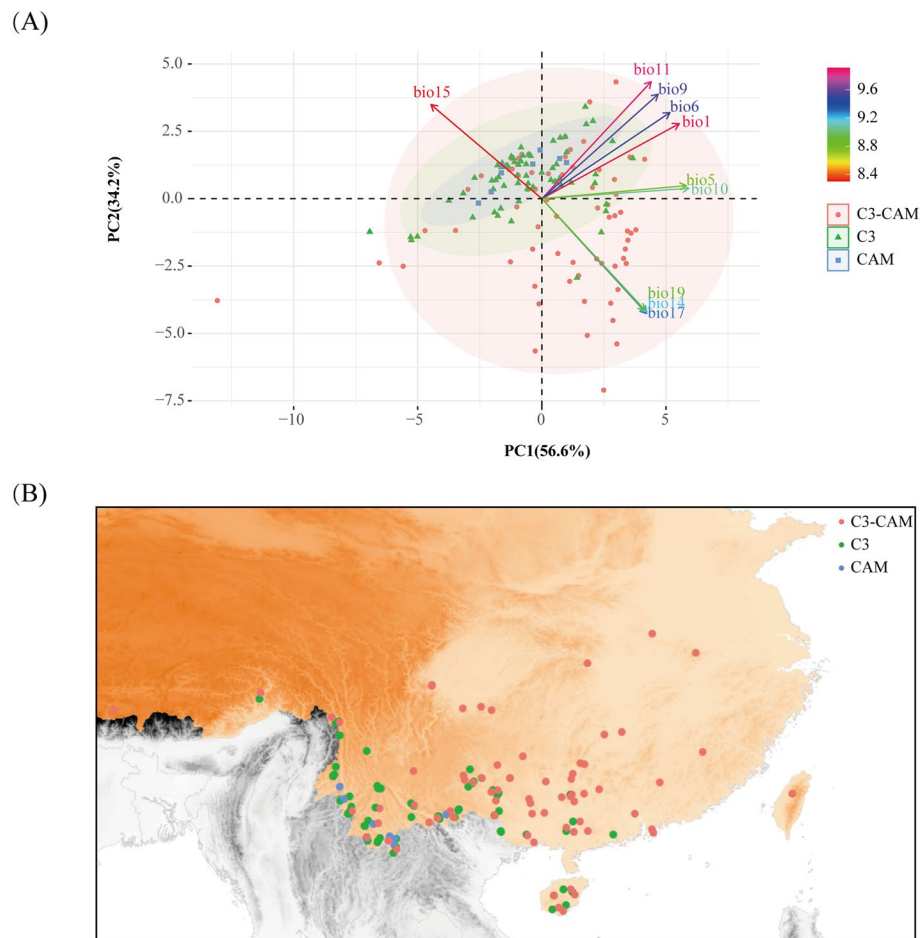 (A)
5.0
2.5
0.0
−2.5
−5.0
−7.5
PC2(34.2%)
−10
−5
0
5
PC1(56.6%)
bio15
bio11
bio9
bio6
bio1
bio5
bio10
bio19
bio14
bio17
9.6
9.2
8.8
8.4
C3-CAM
C3
CAM
(B)
C3-CAM
C3
CAM